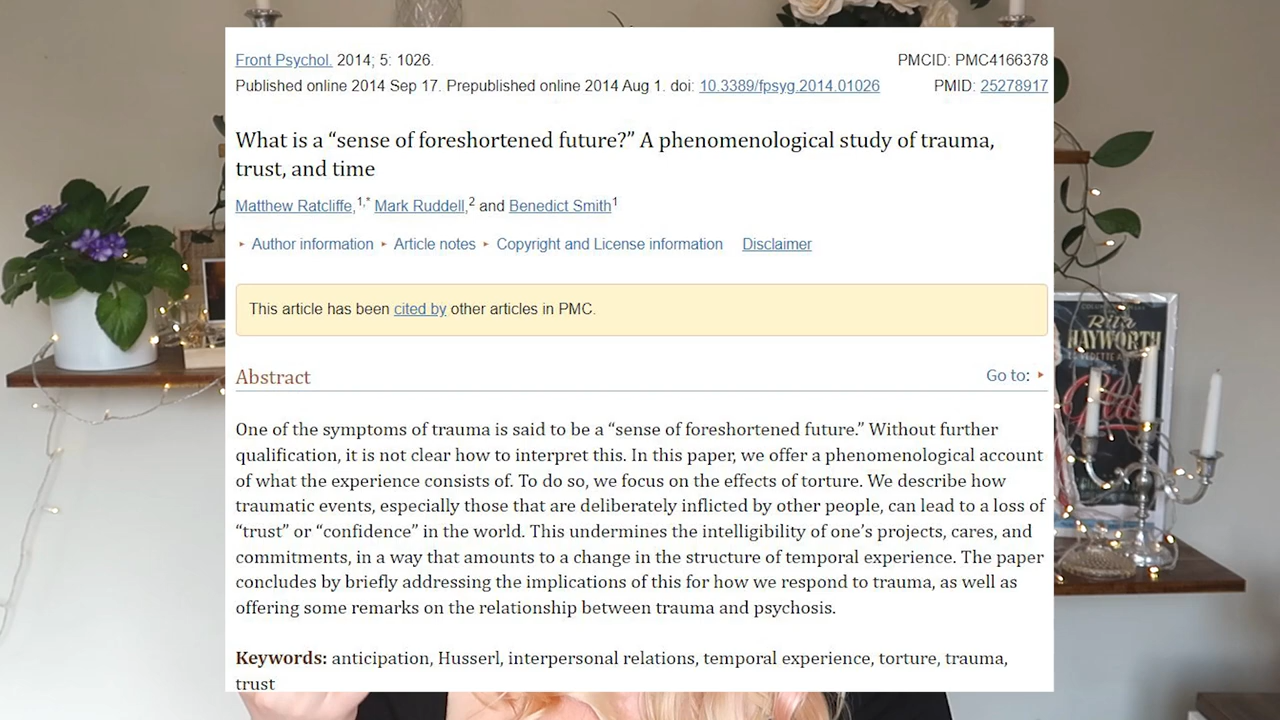 Front Psychol. 2014; 5: 1026.
PMCID: PMC4166378
Published online 2014 Sep 17. Prepublished online 2014 Aug 1. doi: 10.3389/fpsyg.2014.01026
PMID: 25278917
What is a “sense of foreshortened future?” A phenomenological study of trauma,
trust, and time
Matthew Ratcliffe,1,* Mark Ruddell,2 and Benedict Smith1
▸ Author information ▸ Article notes ▸ Copyright and License information Disclaimer
This article has been cited by other articles in PMC.
Abstract
Go to: ▸
One of the symptoms of trauma is said to be a “sense of foreshortened future.” Without further
qualification, it is not clear how to interpret this. In this paper, we offer a phenomenological account
of what the experience consists of. To do so, we focus on the effects of torture. We describe how
traumatic events, especially those that are deliberately inflicted by other people, can lead to a loss of
“trust” or “confidence” in the world. This undermines the intelligibility of one’s projects, cares, and
commitments, in a way that amounts to a change in the structure of temporal experience. The paper
concludes by briefly addressing the implications of this for how we respond to trauma, as well as
offering some remarks on the relationship between trauma and psychosis.
Keywords: anticipation, Husserl, interpersonal relations, temporal experience, torture, trauma,
trust
Rita
HAYWORTH